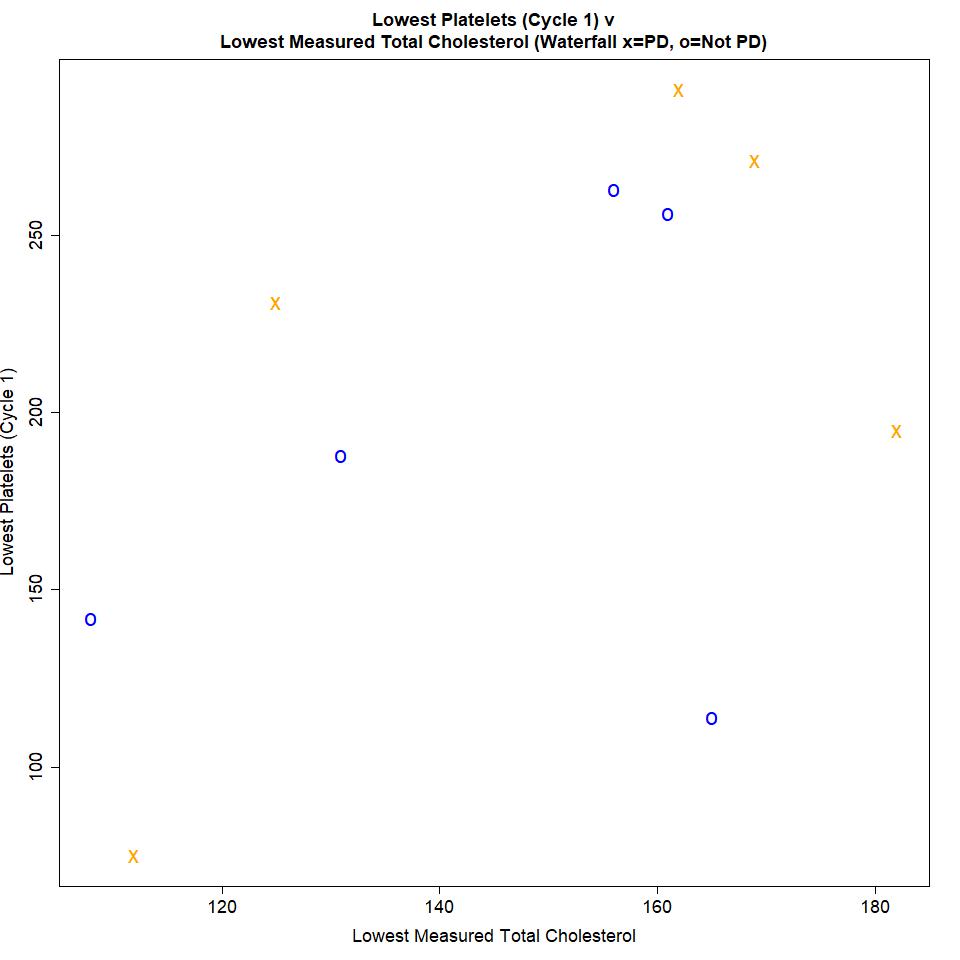 Lowest Platelets (Cycle 1) v
Lowest Measured Total Cholesterol (Waterfall x=PD, o=Not PD)
Lowest Platelets (Cycle 1)
250
200
150
100
X
X
O
O
X
X
O
O
O
X
120 140 160 180
Lowest Measured Total Cholesterol